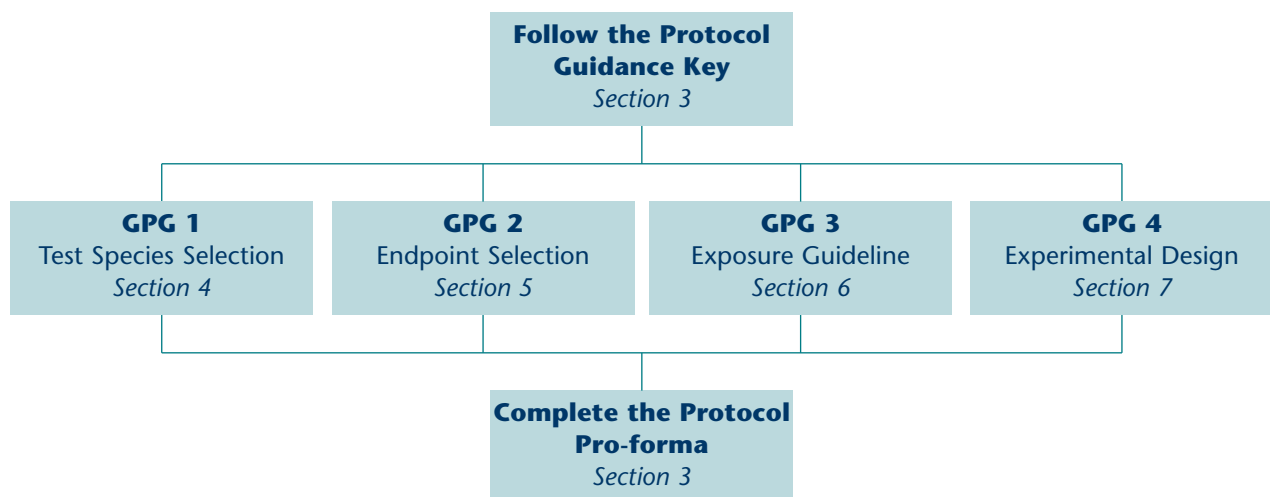 Follow the Protocol
Guidance Key
Section 3
GPG 1
Test Species Selection
Section 4
GPG 2
Endpoint Selection
Section 5
GPG 3
Exposure Guideline
Section 6
GPG 4
Experimental Design
Section 7
Complete the Protocol
Pro-forma
Section 3